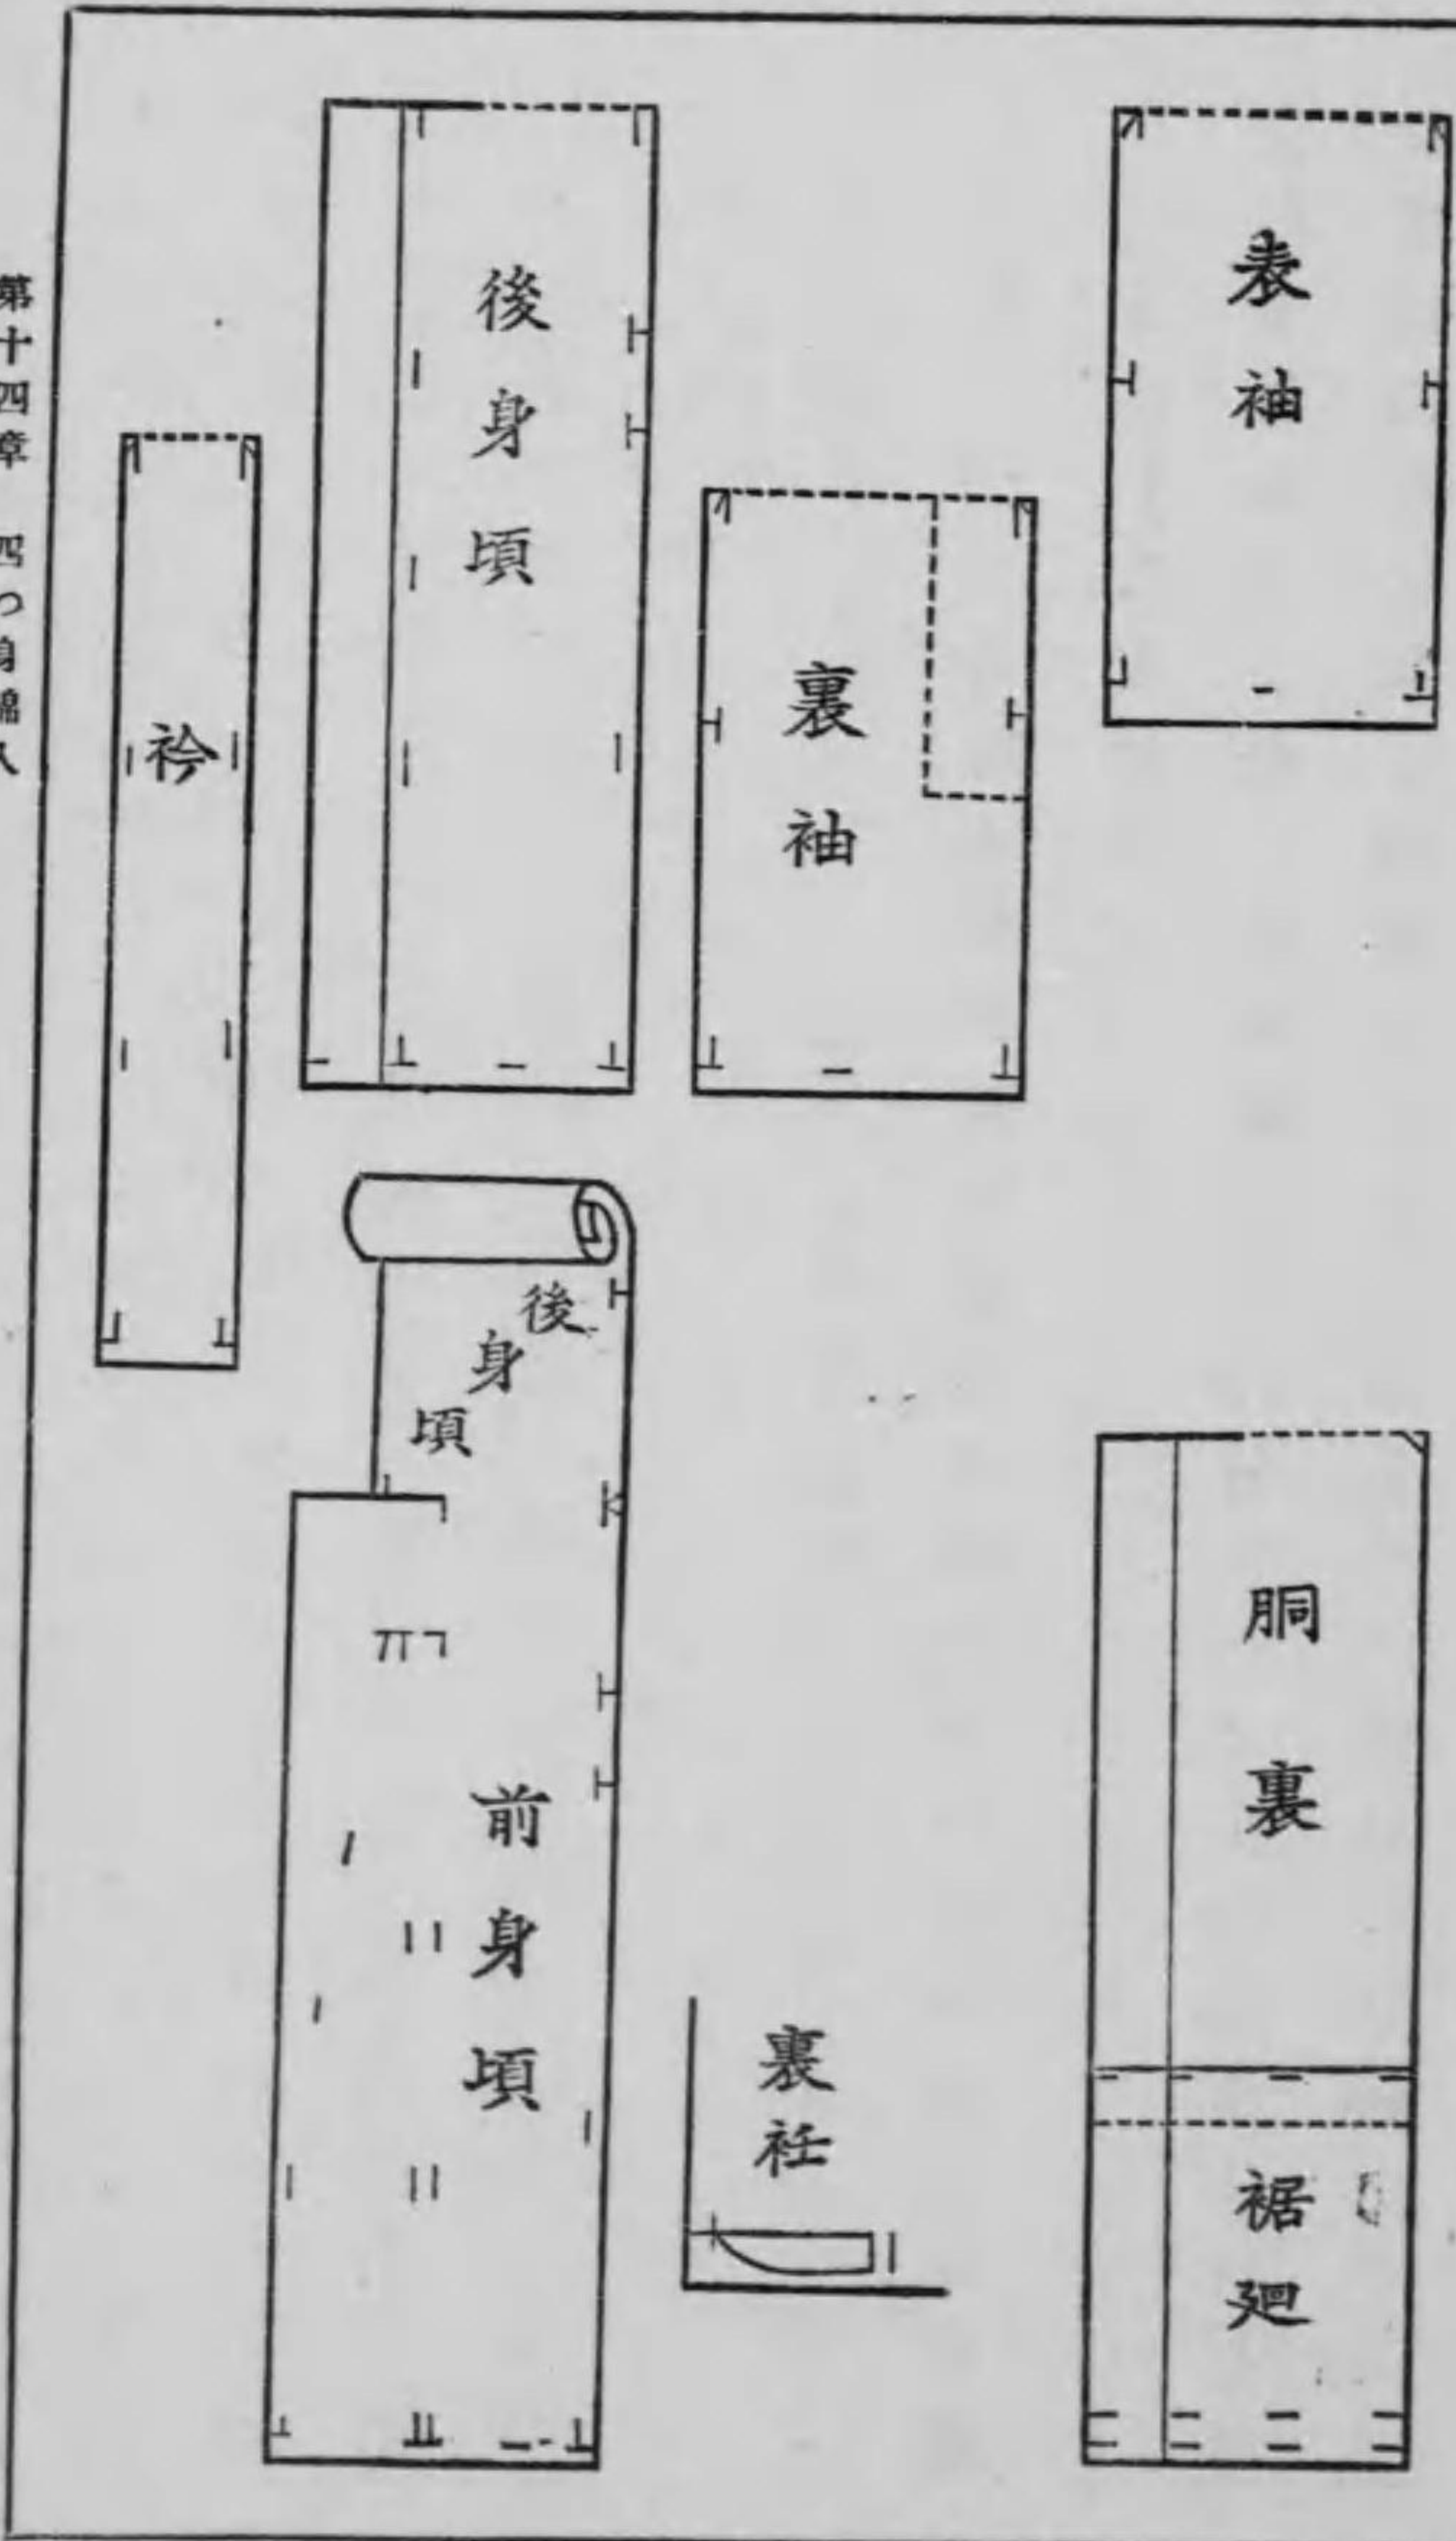 表袖
裏袖
後身頃
衿
胴裏
裾廻
裏衽
後身頃
前身頃
第十四章 四つ身綿入